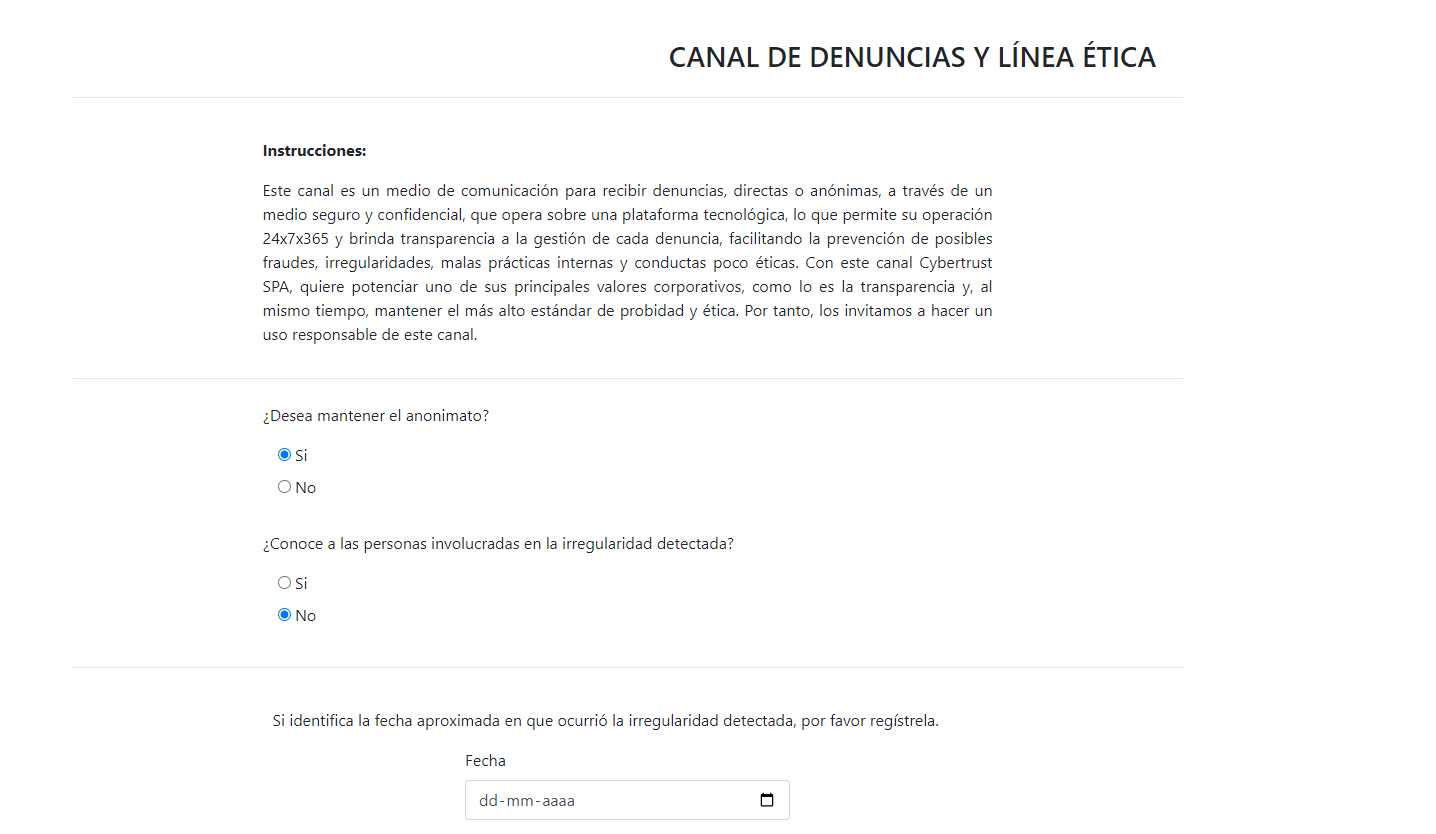 CANAL DE DENUNCIAS Y LÍNEA ÉTICA
Instrucciones:
Este canal es un medio de comunicación para recibir denuncias, directas o anónimas, a través de un
medio seguro y confidencial, que opera sobre una plataforma tecnológica, lo que permite su operación
24x7x365 y brinda transparencia a la gestión de cada denuncia, facilitando la prevención de posibles
fraudes, irregularidades, malas prácticas internas y conductas poco éticas. Con este canal Cybertrust
SPA, quiere potenciar uno de sus principales valores corporativos, como lo es la transparencia y, al
mismo tiempo, mantener el más alto estándar de probidad y ética. Por tanto, los invitamos a hacer un
uso responsable de este canal.
¿Desea mantener el anonimato?
Si
No
¿Conoce a las personas involucradas en la irregularidad detectada?
Si
No
Si identifica la fecha aproximada en que ocurrió la irregularidad detectada, por favor regístrela.
Fecha
dd-mm-aaaa